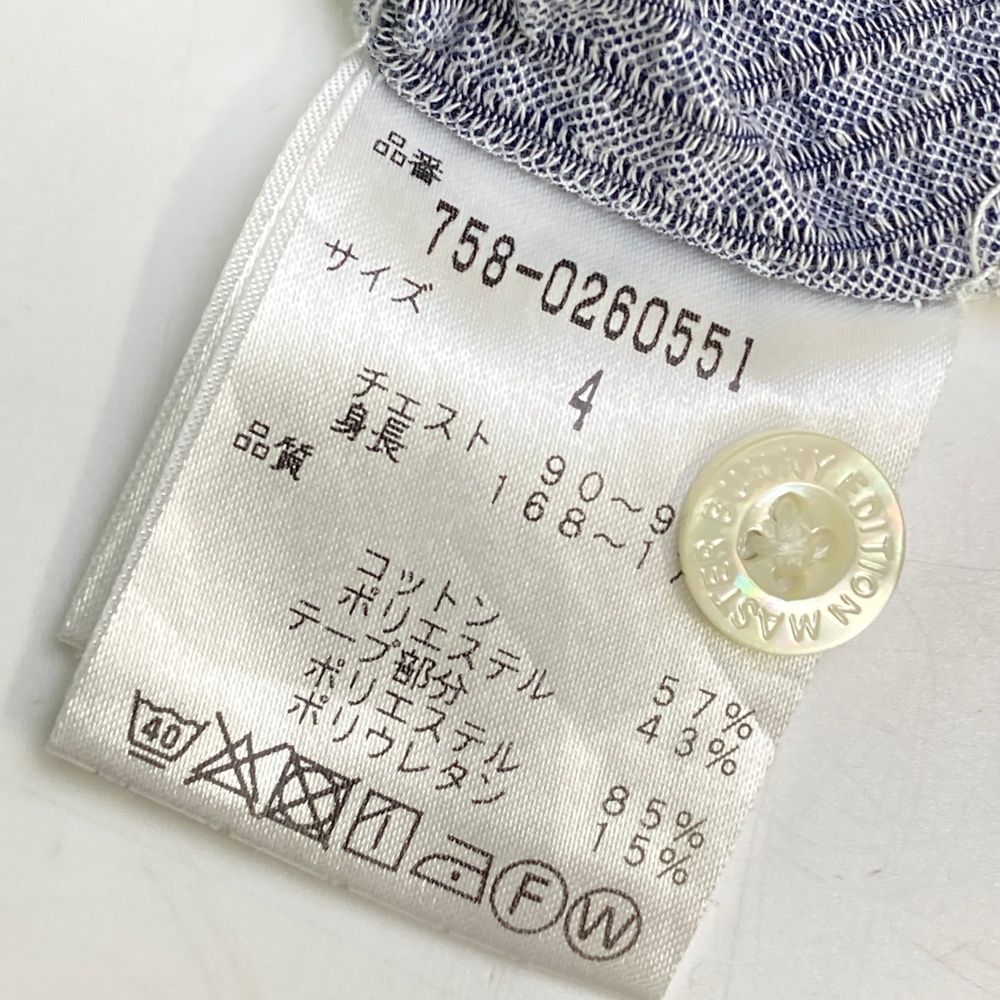 品番
758-0260551
サイズ
4
チェスト 90～9
身長 168～1
品質
コットン 57%
ポリエステル 43%
テープ部分
ポリエステル 85%
ポリウレタン 15%
40
F W
MASTER BUNNY EDITION